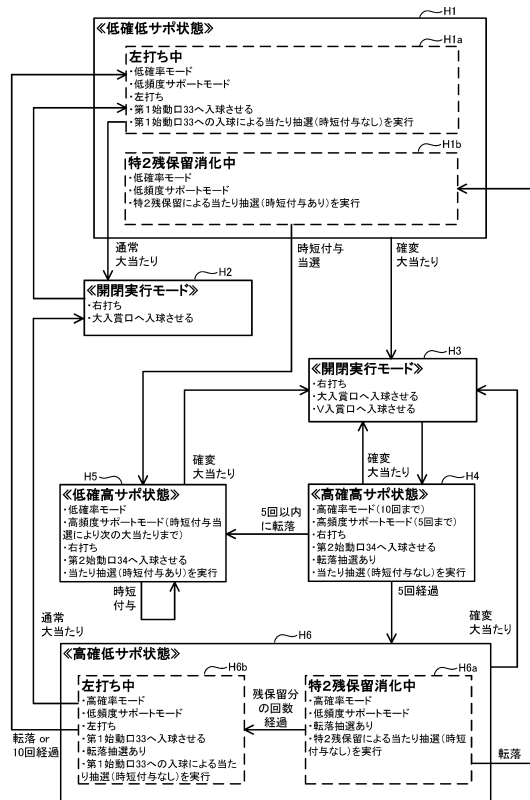 H1
≪低確低サポ状態≫
H1a
左打ち中
・低確率モード
・低頻度サポートモード
・左打ち
・第1始動口33へ入球させる
・第1始動口33への入球による当たり抽選(時短付与なし)を実行
H1b
特2残保留消化中
・低確率モード
・低頻度サポートモード
・特2残保留による当たり抽選(時短付与あり)を実行
通常
大当たり
時短付与
当選
確変
大当たり
H2
≪開閉実行モード≫
・右打ち
・大入賞口へ入球させる
H3
≪開閉実行モード≫
・右打ち
・大入賞口へ入球させる
・V入賞口へ入球させる
確変
大当たり
確変
大当たり
H5
≪低確高サポ状態≫
・低確率モード
・高頻度サポートモード(時短付与当
選により次の大当たりまで)
・右打ち
・第2始動口34へ入球させる
・当たり抽選(時短付与あり)を実行
5回以内
に転落
H4
≪高確高サポ状態≫
・高確率モード(10回まで)
・高頻度サポートモード(5回まで)
・右打ち
・第2始動口34へ入球させる
・転落抽選あり
・当たり抽選(時短付与なし)を実行
時短
付与
5回経過
通常
大当たり
確変
大当たり
H6
≪高確低サポ状態≫
H6b
左打ち中
・高確率モード
・低頻度サポートモード
・左打ち
・第1始動口33へ入球させる
・転落抽選あり
・第1始動口33への入球による当た
り抽選(時短付与なし)を実行
残保留分
の回数
経過
H6a
特2残保留消化中
・高確率モード
・低頻度サポートモード
・転落抽選あり
・特2残保留による当たり抽選(時短
付与なし)を実行
転落 or
10回経過
転落